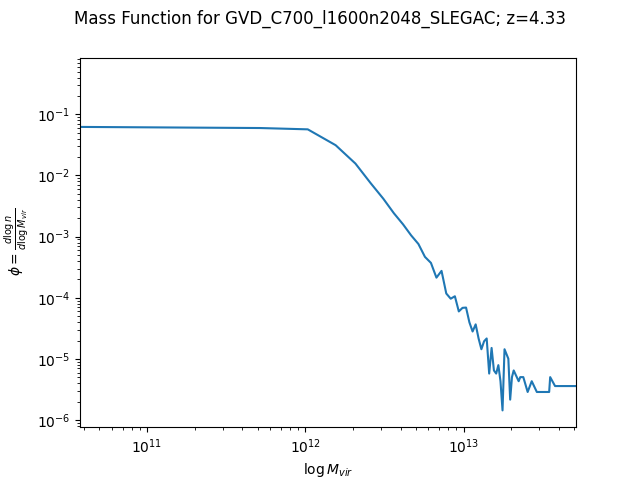 Mass Function for GVD_C700_l1600n2048_SLEGAC; z=4.33
10⁻¹
10⁻²
10⁻³
10⁻⁴
10⁻⁵
10⁻⁶
ϕ = d log n / d log M_vir
10¹¹ 10¹² 10¹³
log M_vir